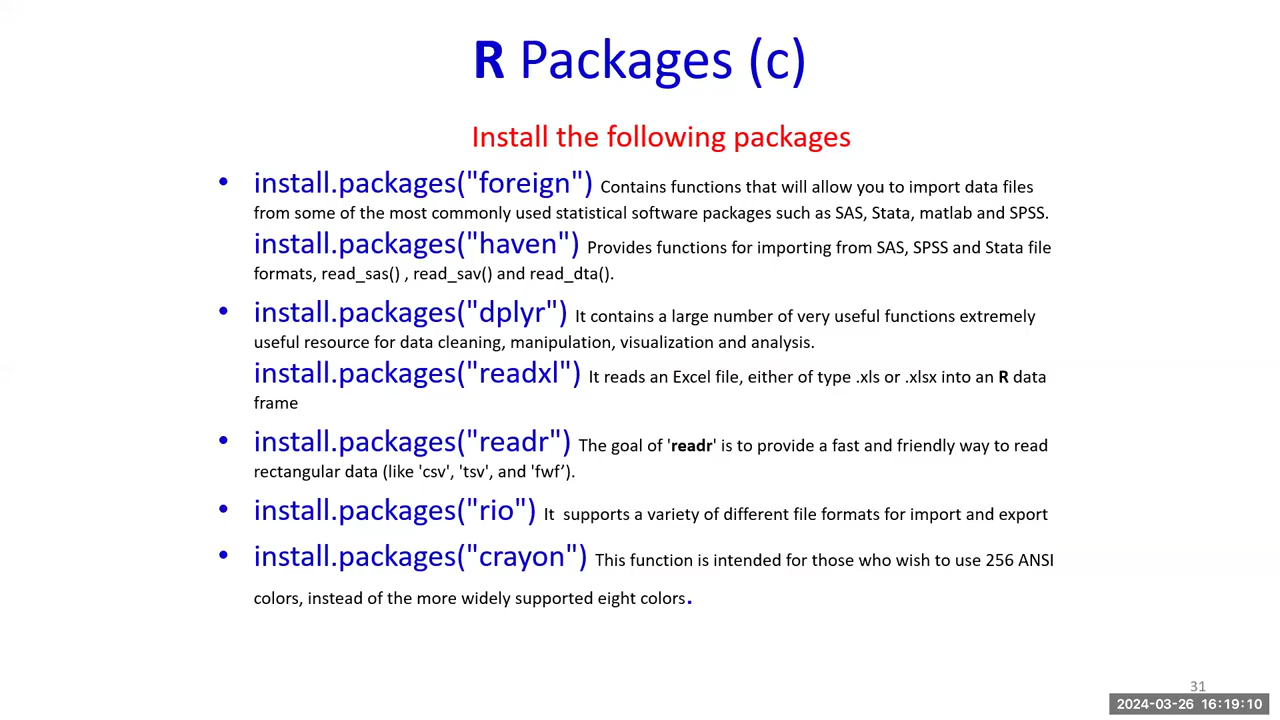 R Packages (c)
Install the following packages
• install.packages("foreign") Contains functions that will allow you to import data files
from some of the most commonly used statistical software packages such as SAS, Stata, matlab and SPSS.
install.packages("haven") Provides functions for importing from SAS, SPSS and Stata file
formats, read_sas() , read_sav() and read_dta().
• install.packages("dplyr") It contains a large number of very useful functions extremely
useful resource for data cleaning, manipulation, visualization and analysis.
install.packages("readxl") It reads an Excel file, either of type .xls or .xlsx into an R data
frame
• install.packages("readr") The goal of 'readr' is to provide a fast and friendly way to read
rectangular data (like 'csv', 'tsv', and 'fwf’).
• install.packages("rio") It  supports a variety of different file formats for import and export
• install.packages("crayon") This function is intended for those who wish to use 256 ANSI
colors, instead of the more widely supported eight colors.
31
2024-03-26 16:19:10